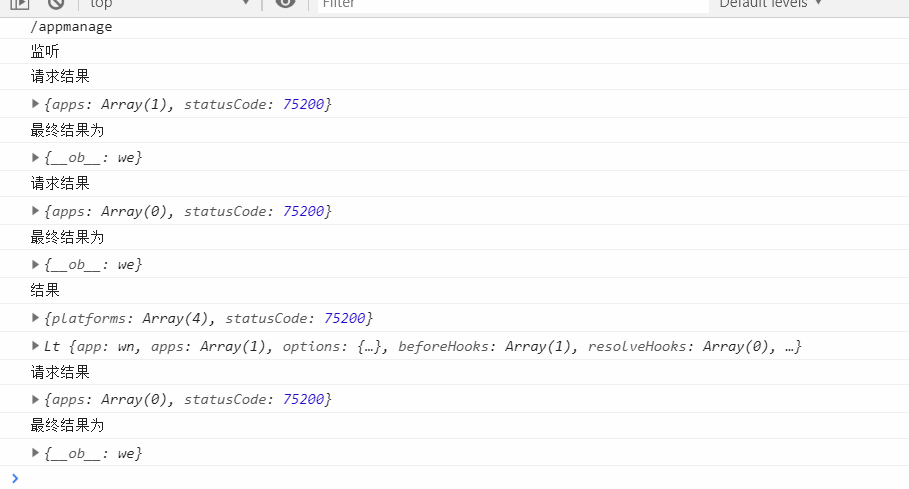 top Filter Default levels
/appmanage
监听
请求结果
{apps: Array(1), statusCode: 75200}
最终结果为
{__ob__: we}
请求结果
{apps: Array(0), statusCode: 75200}
最终结果为
{__ob__: we}
结果
{platforms: Array(4), statusCode: 75200}
Lt {app: wn, apps: Array(1), options: {…}, beforeHooks: Array(1), resolveHooks: Array(0), …}
请求结果
{apps: Array(0), statusCode: 75200}
最终结果为
{__ob__: we}